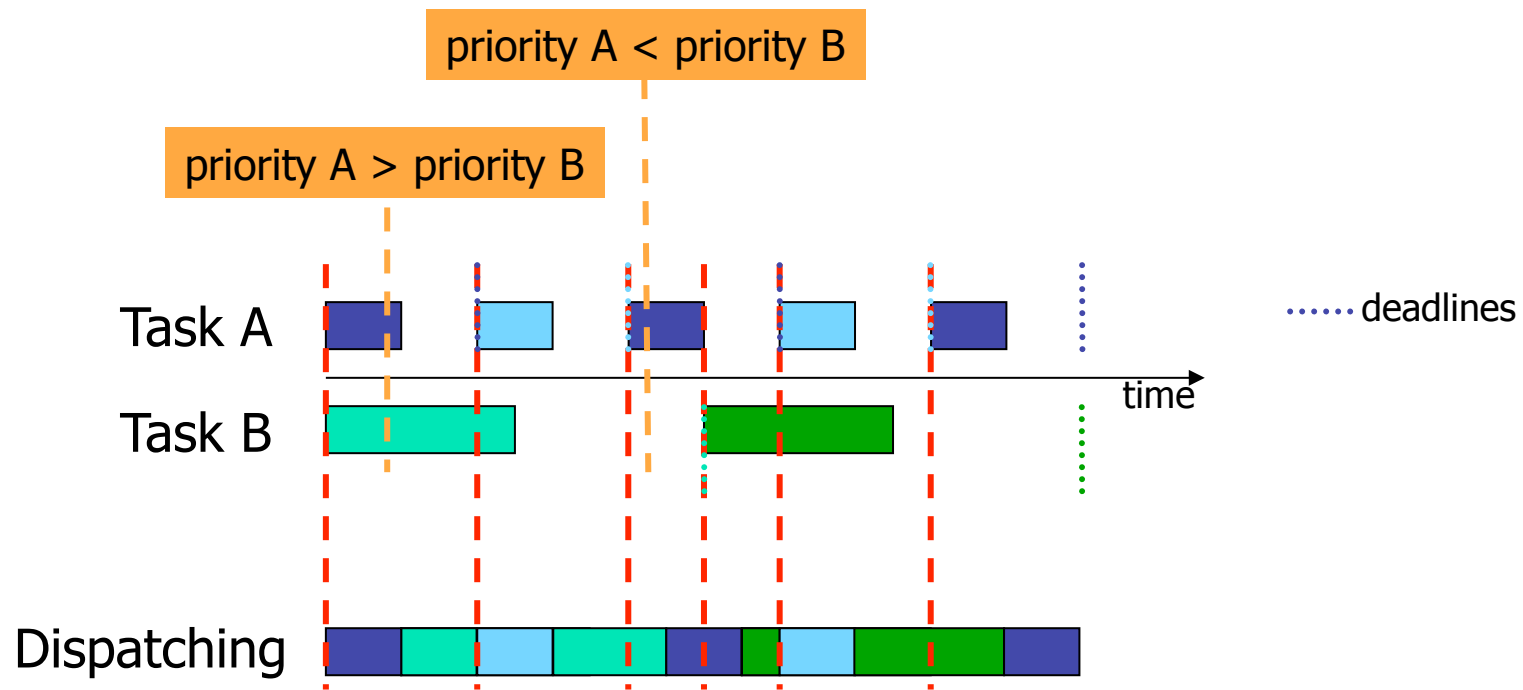 priority A < priority B
priority A > priority B
Task A
deadlines
time
Task B
Dispatching